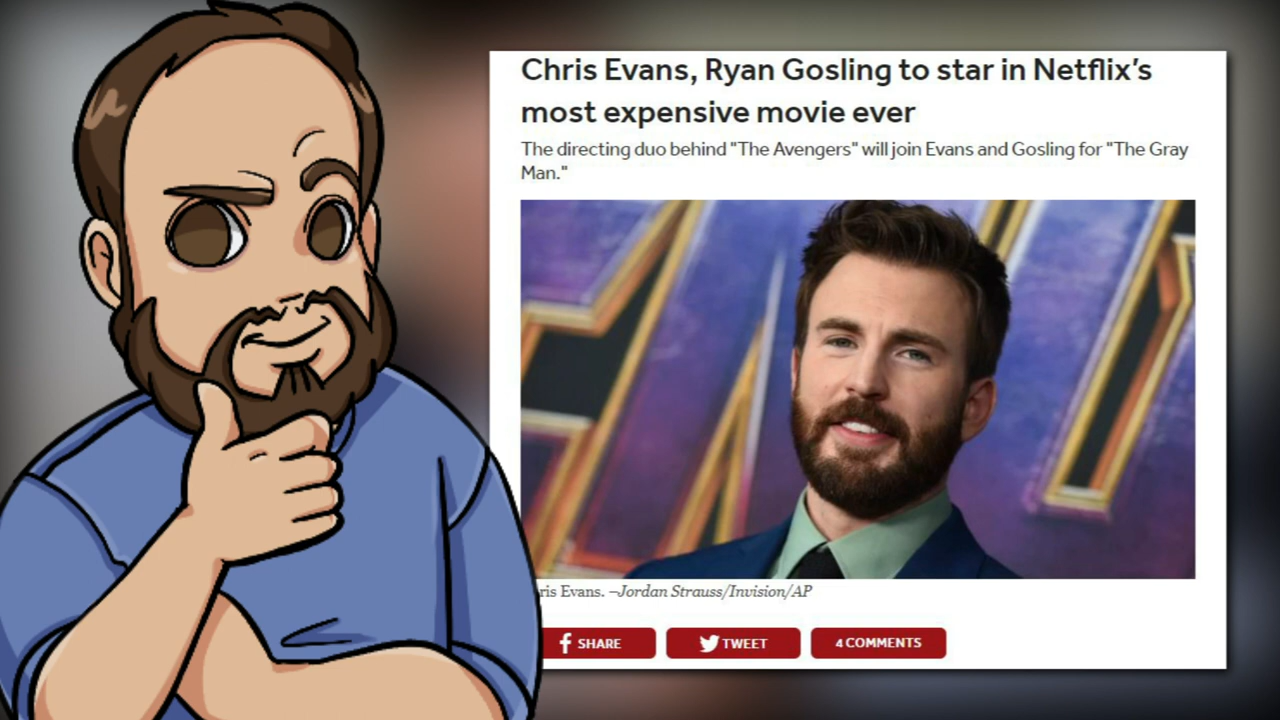 Chris Evans, Ryan Gosling to star in Netflix's
most expensive movie ever
The directing duo behind "The Avengers" will join Evans and Gosling for "The Gray
Man."
ris Evans. –Jordan Strauss/Invision/AP
SHARE
TWEET
4 COMMENTS